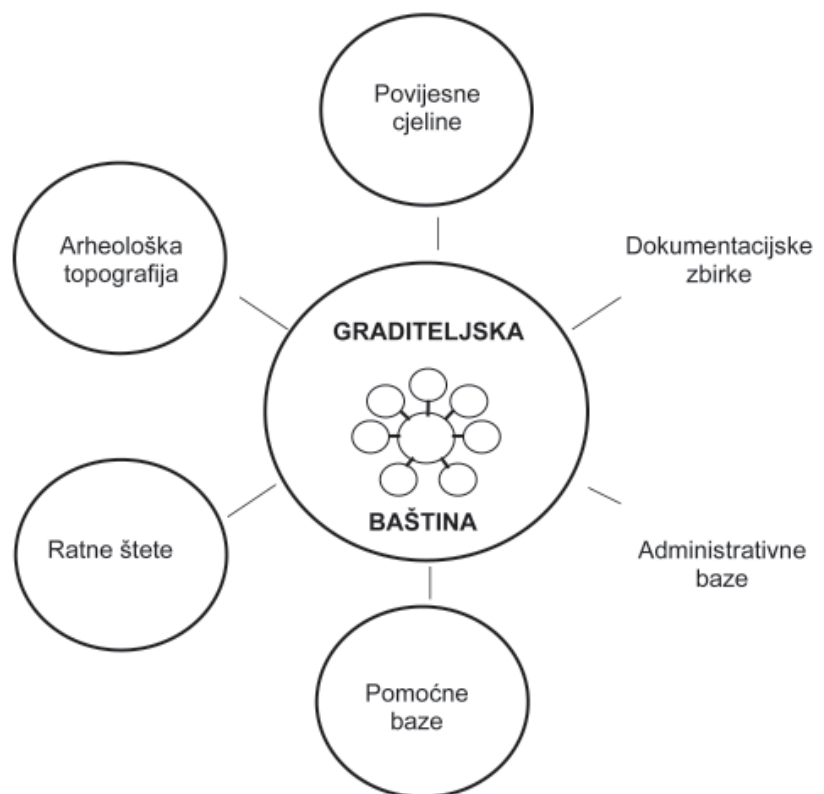 Povijesne
cjeline
Arheološka
topografija
Dokumentacijske
zbirke
GRADITELJSKA
BAŠTINA
Ratne štete
Administrativne
baze
Pomoćne
baze